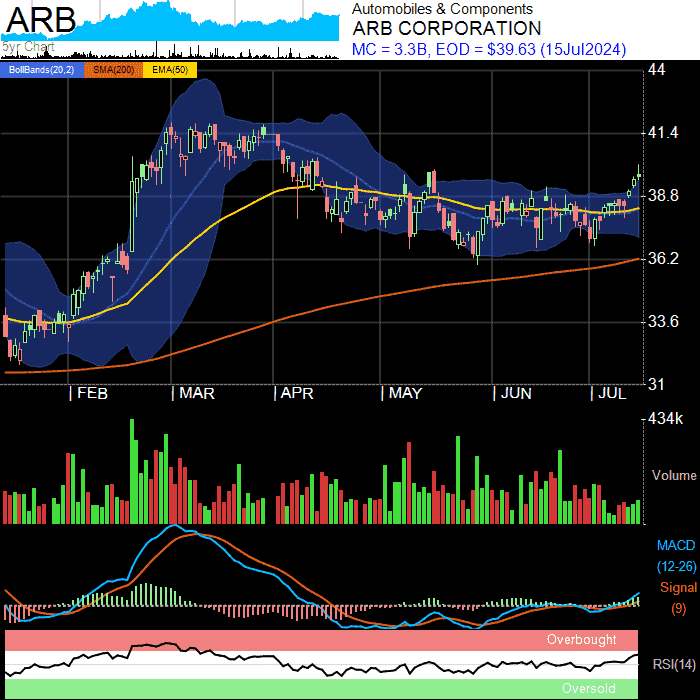 ARB
5yr Chart
Automobiles & Components
ARB CORPORATION
MC = 3.3B, EOD = $39.63 (15Jul2024)
BollBands(20,2) SMA(200) EMA(50)
44
41.4
38.8
36.2
33.6
31
FEB MAR APR MAY JUN JUL
434k
Volume
MACD
(12-26)
Signal
(9)
Overbought
RSI(14)
Oversold